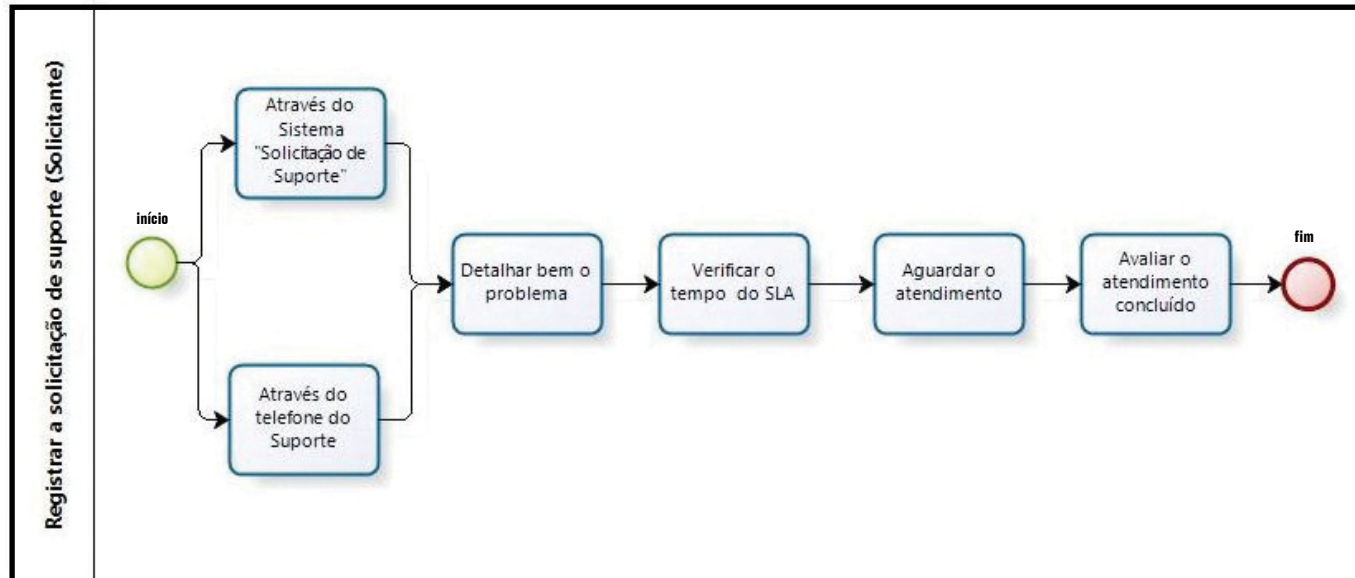 Registrar a solicitação de suporte (Solicitante)
início
Através do
Sistema
"Solicitação de
Suporte"
Através do
telefone do
Suporte
Detalhar bem o
problema
Verificar o
tempo do SLA
Aguardar o
atendimento
Avaliar o
atendimento
concluído
fim